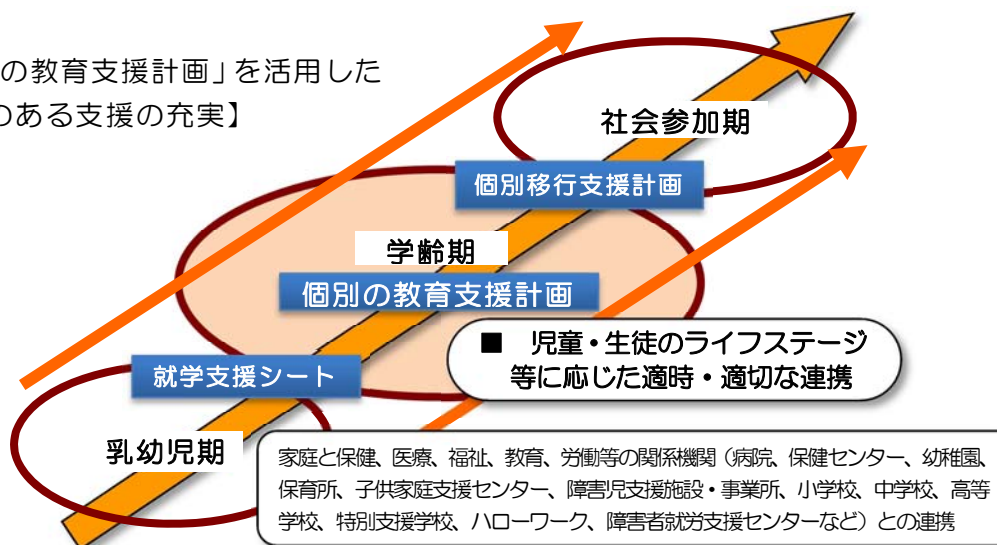 の教育支援計画」を活用した
のある支援の充実】
社会参加期
個別移行支援計画
学齢期
個別の教育支援計画
■ 児童・生徒のライフステージ
等に応じた適時・適切な連携
就学支援シート
乳幼児期
家庭と保健、医療、福祉、教育、労働等の関係機関（病院、保健センター、幼稚園、
保育所、子供家庭支援センター、障害児支援施設・事業所、小学校、中学校、高等
学校、特別支援学校、ハローワーク、障害者就労支援センターなど）との連携